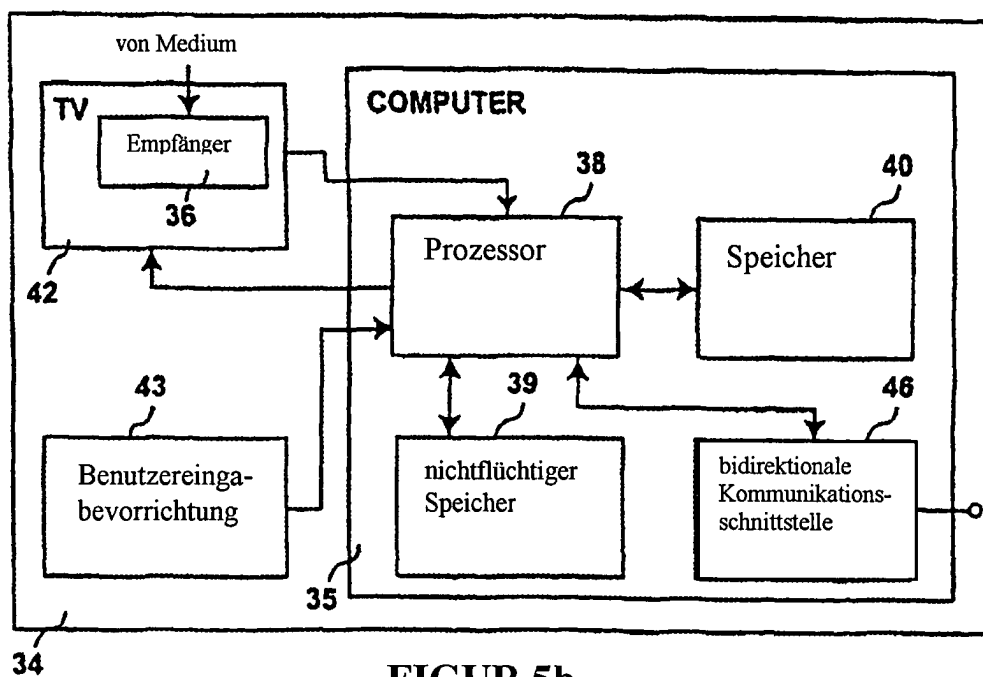 von Medium
TV
COMPUTER
Empfänger
36
38
40
Prozessor
Speicher
42
43
39
46
Benutzereinga-
bevorrichtung
nichtflüchtiger
Speicher
bidirektionale
Kommunikations-
schnittstelle
35
34
FIGUR 5b